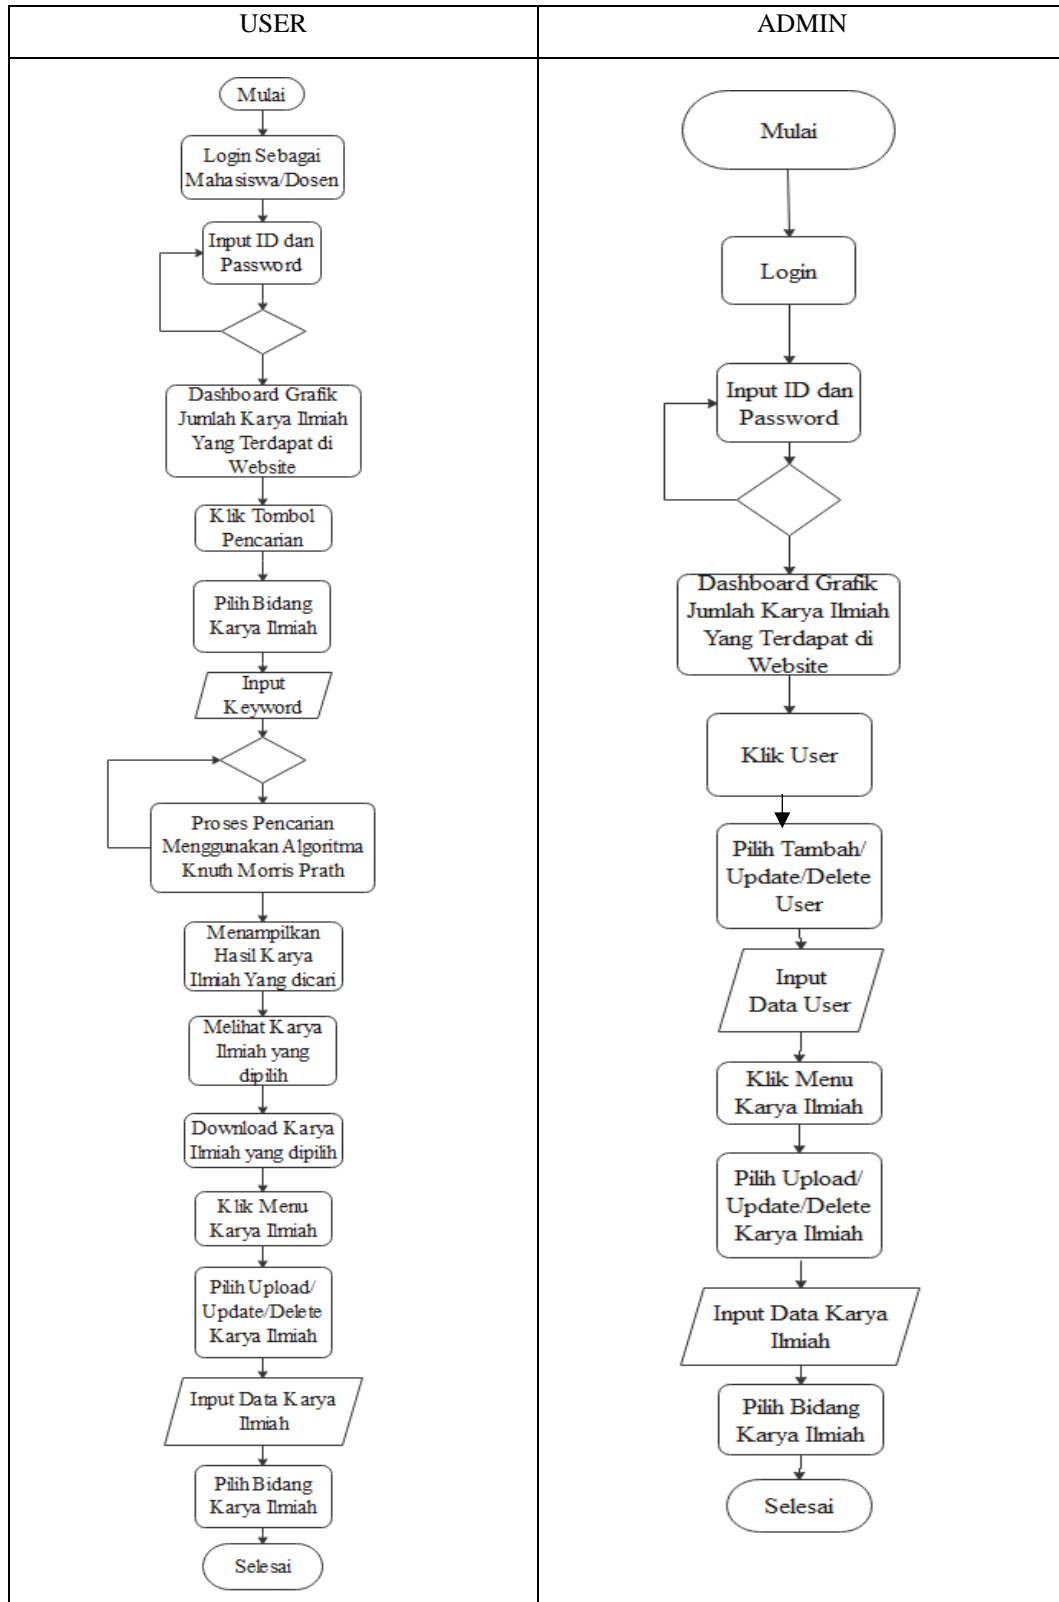 USER
Mulai
Login Sebagai
Mahasiswa/Dosen
Input ID dan
Password
Dashboard Grafik
Jumlah Karya Ilmiah
Yang Terdapat di
Website
Klik Tombol
Pencarian
Pilih Bidang
Karya Ilmiah
Input
Keyword
Proses Pencarian
Menggunakan Algoritma
Knuth Morris Prath
Menampilkan
Hasil Karya
Ilmiah Yang dicari
Melihat Karya
Ilmiah yang
dipilih
Download Karya
Ilmiah yang dipilih
Klik Menu
Karya Ilmiah
Pilih Upload/
Update/Delete
Karya Ilmiah
Input Data Karya
Ilmiah
Pilih Bidang
Karya Ilmiah
Selesai
ADMIN
Mulai
Login
Input ID dan
Password
Dashboard Grafik
Jumlah Karya Ilmiah
Yang Terdapat di
Website
Klik User
Pilih Tambah/
Update/Delete
User
Input
Data User
Klik Menu
Karya Ilmiah
Pilih Upload/
Update/Delete
Karya Ilmiah
Input Data Karya
Ilmiah
Pilih Bidang
Karya Ilmiah
Selesai